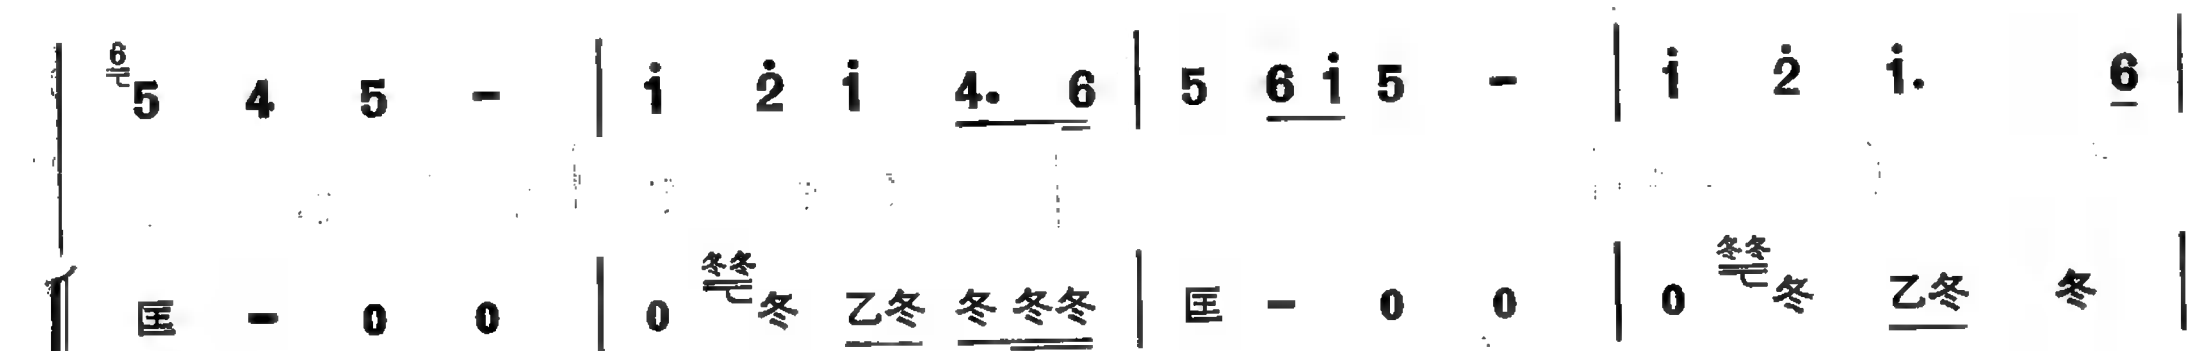 6 5 4 5 - | i̇ 2̇ i̇ 4. 6 | 5 6 i̇ 5 - | i̇ 2̇ i̇. 6 |
匡 - 0 0 | 0 冬冬 冬 乙冬 冬 冬冬 | 匡 - 0 0 | 0 冬冬 冬 乙冬 冬 |